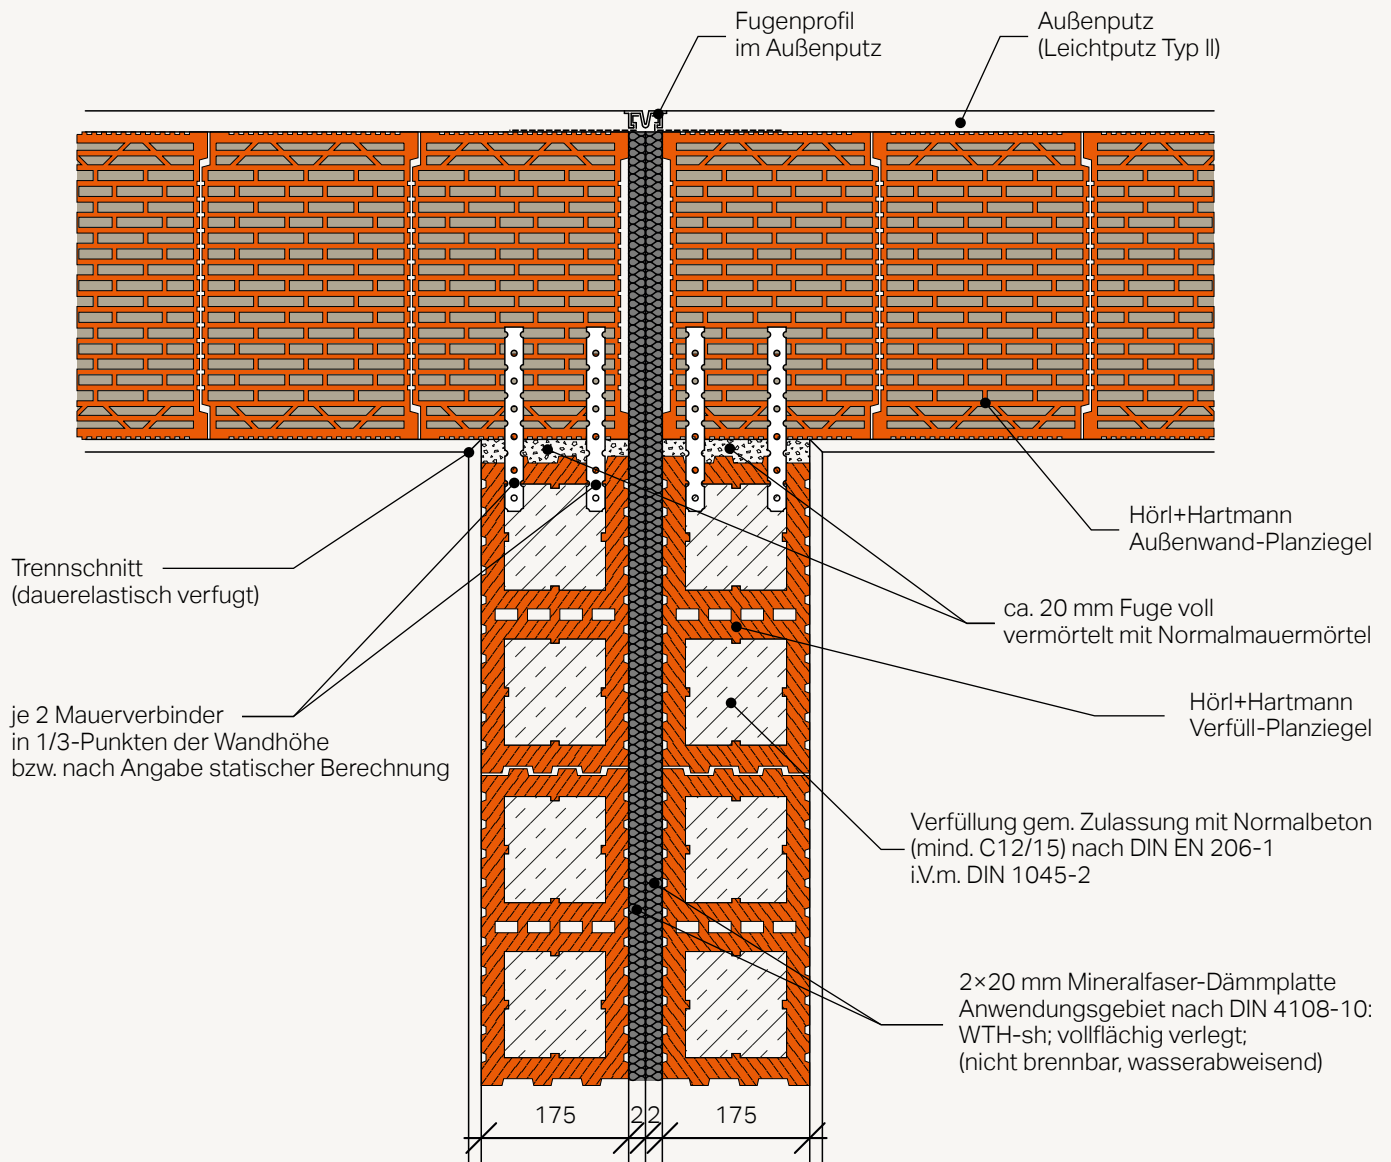 Fugenprofil
im Außenputz
Außenputz
(Leichtputz Typ II)
Hörl+Hartmann
Außenwand-Planziegel
Trennschnitt
(dauerelastisch verfugt)
ca. 20 mm Fuge voll
vermörtelt mit Normalmauermörtel
je 2 Mauerverbinder
in 1/3-Punkten der Wandhöhe
bzw. nach Angabe statischer Berechnung
Hörl+Hartmann
Verfüll-Planziegel
Verfüllung gem. Zulassung mit Normalbeton
(mind. C12/15) nach DIN EN 206-1
i.V.m. DIN 1045-2
2×20 mm Mineralfaser-Dämmplatte
Anwendungsgebiet nach DIN 4108-10:
WTH-sh; vollflächig verlegt;
(nicht brennbar, wasserabweisend)
175 2 2 175